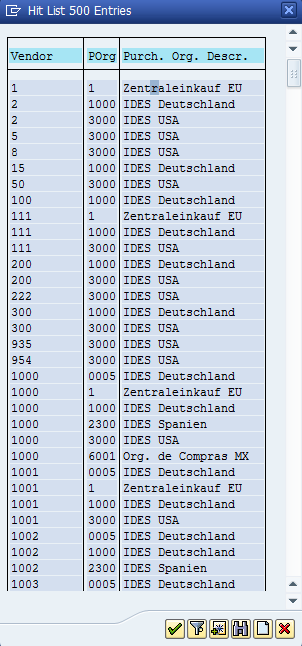 Hit List 500 Entries
Vendor POrg Purch. Org. Descr.
1 1 Zentraleinkauf EU
2 1000 IDES Deutschland
2 3000 IDES USA
5 3000 IDES USA
8 3000 IDES USA
15 1000 IDES Deutschland
50 3000 IDES USA
100 1000 IDES Deutschland
111 1 Zentraleinkauf EU
111 1000 IDES Deutschland
111 3000 IDES USA
200 1000 IDES Deutschland
200 3000 IDES USA
222 3000 IDES USA
300 1000 IDES Deutschland
300 3000 IDES USA
935 3000 IDES USA
954 3000 IDES USA
1000 0005 IDES Deutschland
1000 1 Zentraleinkauf EU
1000 1000 IDES Deutschland
1000 2300 IDES Spanien
1000 3000 IDES USA
1000 6001 Org. de Compras MX
1001 0005 IDES Deutschland
1001 1 Zentraleinkauf EU
1001 1000 IDES Deutschland
1001 3000 IDES USA
1002 0005 IDES Deutschland
1002 1000 IDES Deutschland
1002 2300 IDES Spanien
1003 0005 IDES Deutschland